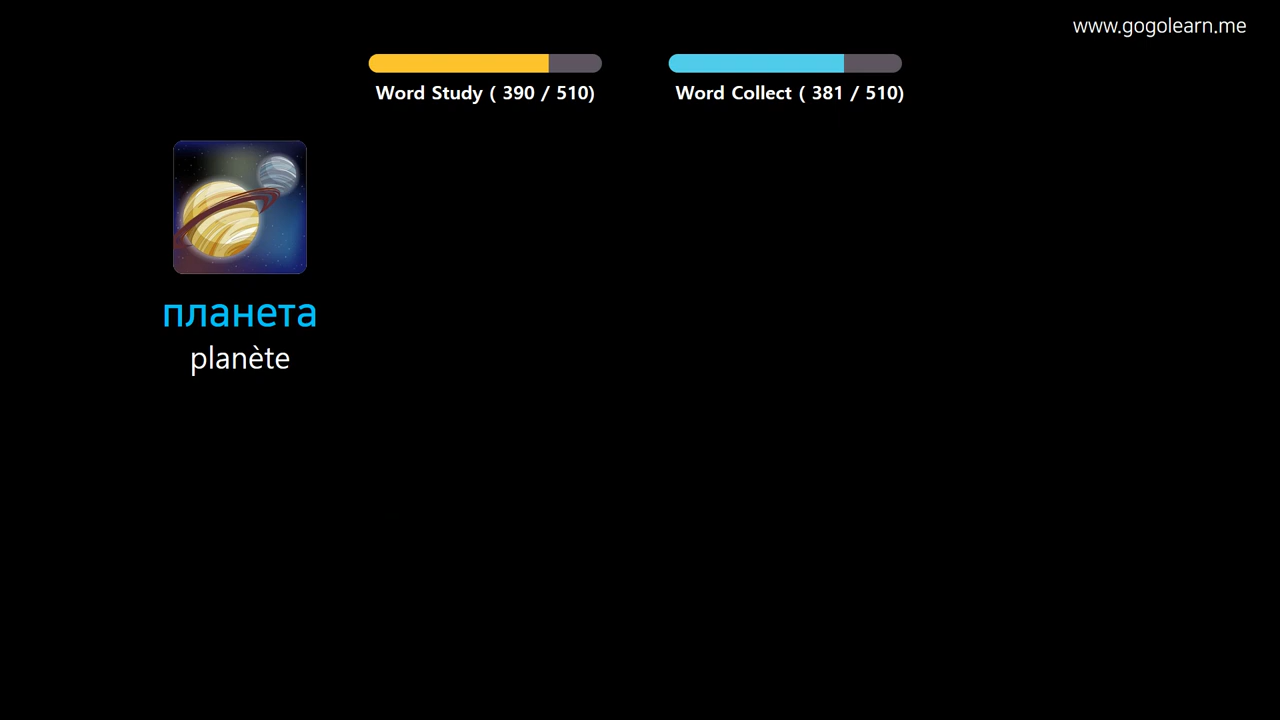 www.gogolearn.me
Word Study ( 390 / 510)
Word Collect ( 381 / 510)
планета
planète